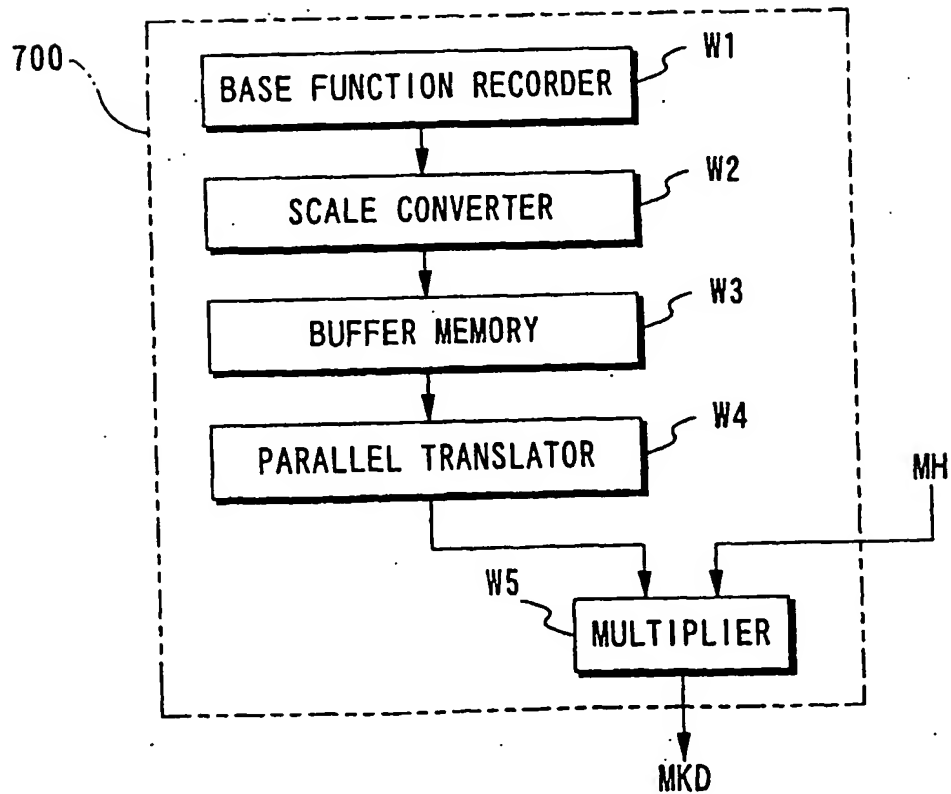 700
W1
BASE FUNCTION RECORDER
W2
SCALE CONVERTER
W3
BUFFER MEMORY
W4
PARALLEL TRANSLATOR
MH
W5
MULTIPLIER
MKD